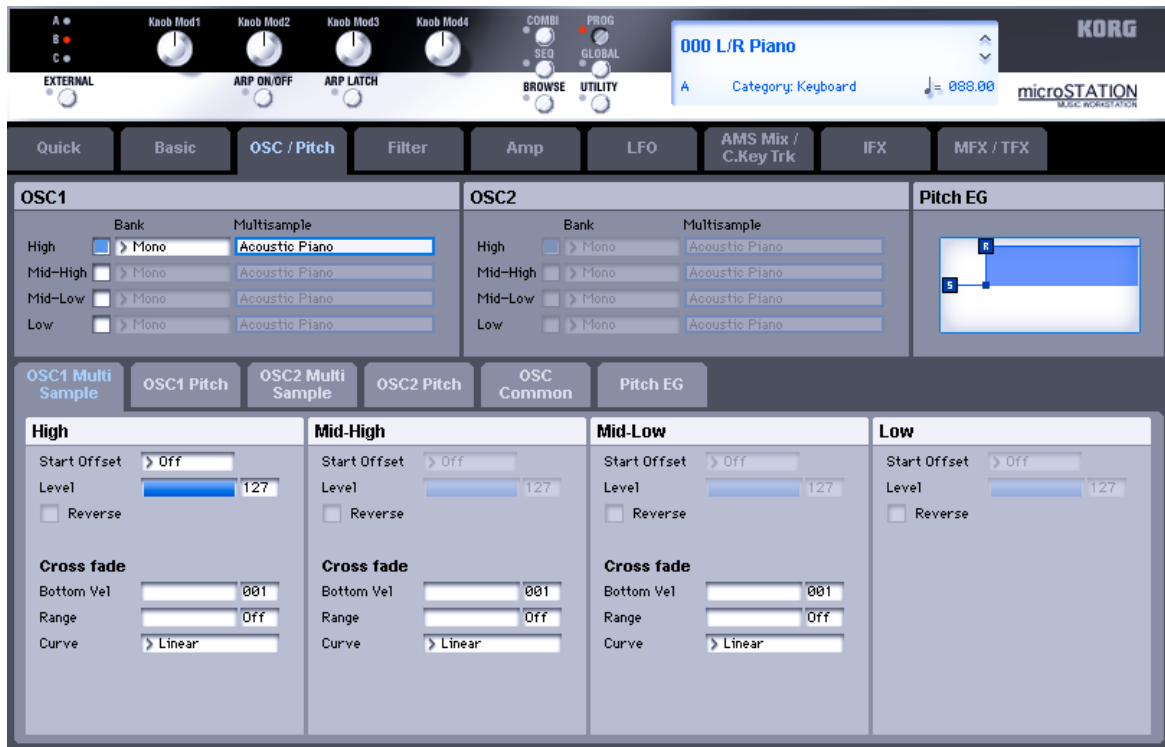 A Knob Mod1 Knob Mod2 Knob Mod3 Knob Mod4 COMBI PROG
B
C
SEQ GLOBAL
EXTERNAL ARP ON/OFF ARP LATCH BROWSE UTILITY
000 L/R Piano
A Category: Keyboard ♩= 088.00
KORG
microSTATION
MUSIC WORKSTATION
Quick Basic OSC / Pitch Filter Amp LFO AMS Mix / C.Key Trk IFX MFX / TFX
OSC1 OSC2 Pitch EG
Bank Multisample Bank Multisample
High > Mono Acoustic Piano High > Mono Acoustic Piano
R
Mid-High > Mono Acoustic Piano Mid-High > Mono Acoustic Piano
S
Mid-Low > Mono Acoustic Piano Mid-Low > Mono Acoustic Piano
Low > Mono Acoustic Piano Low > Mono Acoustic Piano
OSC1 Multi Sample OSC1 Pitch OSC2 Multi Sample OSC2 Pitch OSC Common Pitch EG
High Mid-High Mid-Low Low
Start Offset > Off Start Offset > Off Start Offset > Off Start Offset > Off
Level 127 Level 127 Level 127 Level 127
Reverse Reverse Reverse Reverse
Cross fade Cross fade Cross fade
Bottom Vel 001 Bottom Vel 001 Bottom Vel 001
Range Off Range Off Range Off
Curve > Linear Curve > Linear Curve > Linear